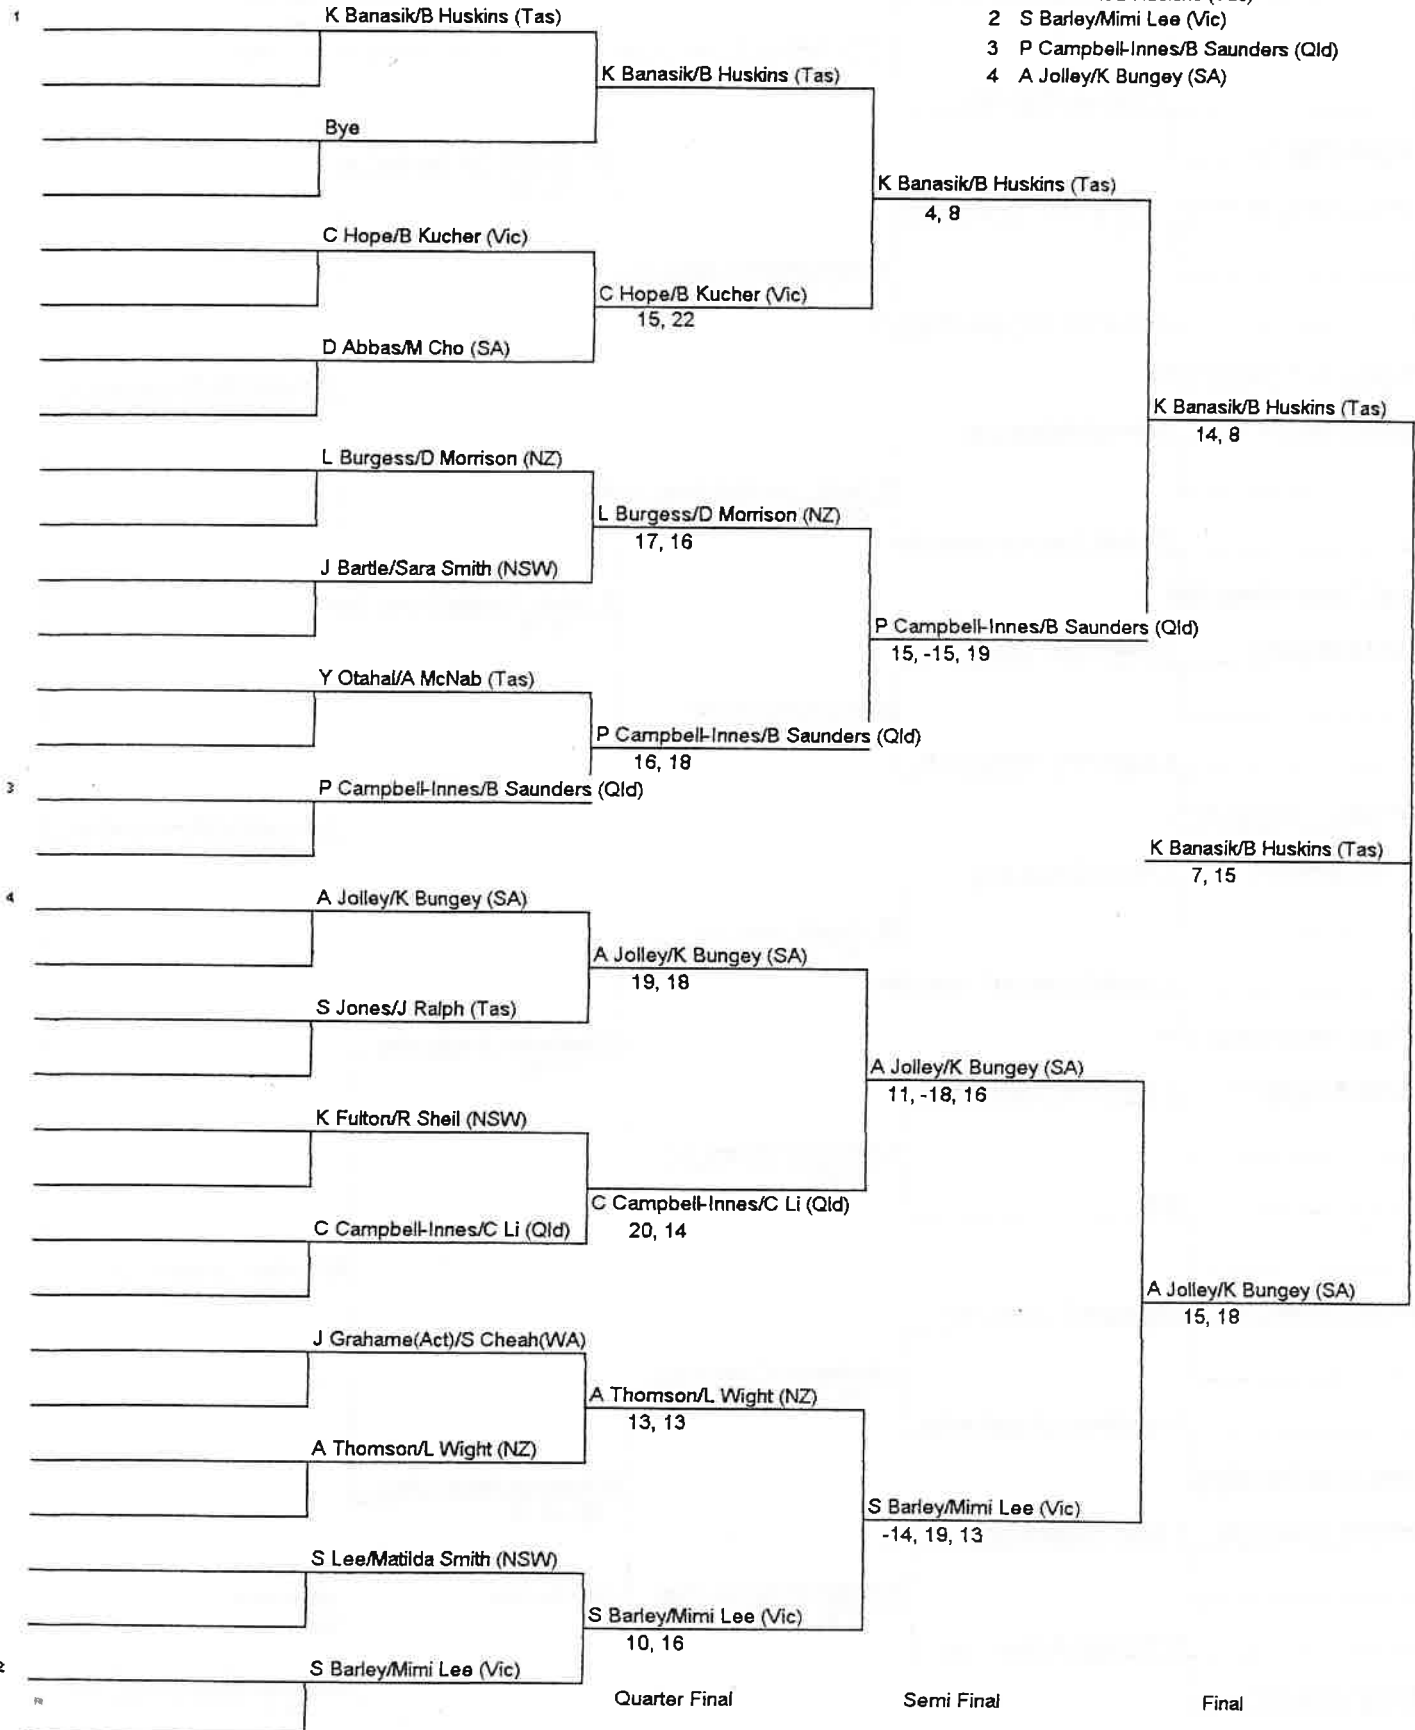 1 K Banasik/B Huskins (Tas)
2 S Barley/Mimi Lee (Vic)
3 P Campbell-Innes/B Saunders (Qld)
4 A Jolley/K Bungey (SA)
K Banasik/B Huskins (Tas)
Bye
K Banasik/B Huskins (Tas)
4, 8
C Hope/B Kucher (Vic)
C Hope/B Kucher (Vic)
15, 22
D Abbas/M Cho (SA)
K Banasik/B Huskins (Tas)
14, 8
L Burgess/D Morrison (NZ)
L Burgess/D Morrison (NZ)
17, 16
J Bartle/Sara Smith (NSW)
P Campbell-Innes/B Saunders (Qld)
15, -15, 19
Y Otahal/A McNab (Tas)
P Campbell-Innes/B Saunders (Qld)
16, 18
3 P Campbell-Innes/B Saunders (Qld)
K Banasik/B Huskins (Tas)
7, 15
4 A Jolley/K Bungey (SA)
A Jolley/K Bungey (SA)
19, 18
S Jones/J Ralph (Tas)
A Jolley/K Bungey (SA)
11, -18, 16
K Fulton/R Sheil (NSW)
C Campbell-Innes/C Li (Qld)
20, 14
C Campbell-Innes/C Li (Qld)
A Jolley/K Bungey (SA)
15, 18
J Grahame(Act)/S Cheah(WA)
A Thomson/L Wight (NZ)
13, 13
A Thomson/L Wight (NZ)
S Barley/Mimi Lee (Vic)
-14, 19, 13
S Lee/Matilda Smith (NSW)
S Barley/Mimi Lee (Vic)
10, 16
2 S Barley/Mimi Lee (Vic)
Quarter Final Semi Final Final